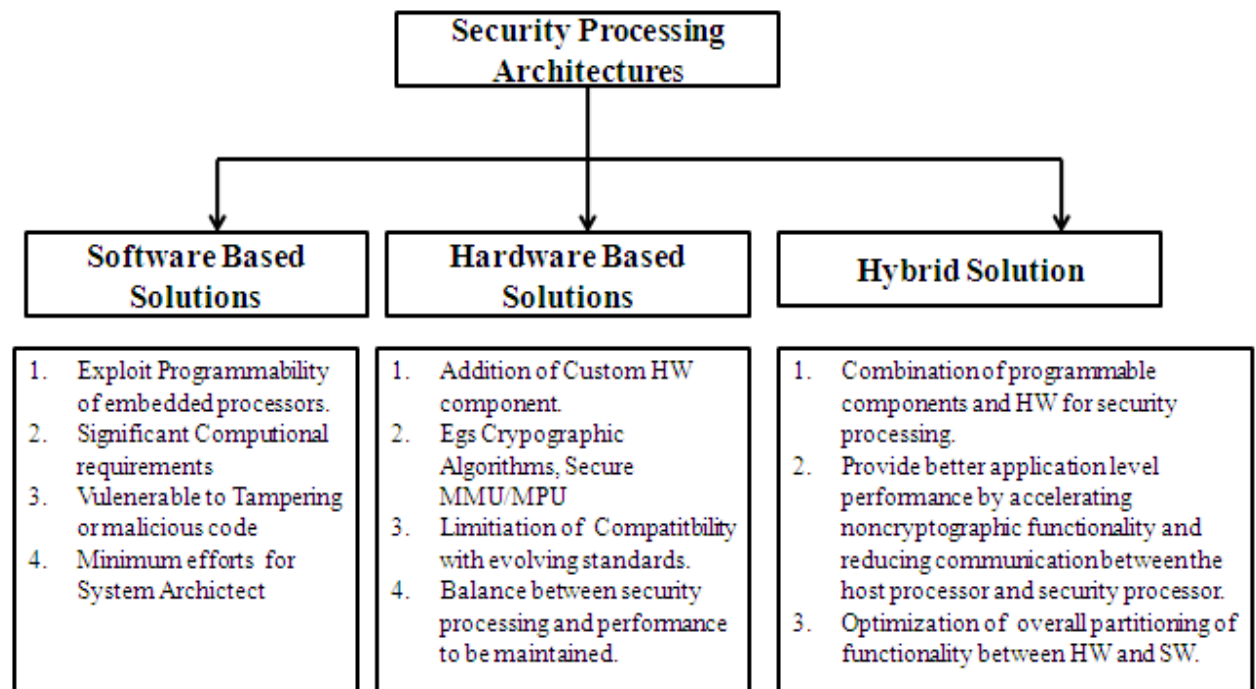 Security Processing
Architectures
Software Based
Solutions
Hardware Based
Solutions
Hybrid Solution
1. Exploit Programmability
of embedded processors.
2. Significant Computional
requirements
3. Vulenerable to Tampering
or malicious code
4. Minimum efforts for
System Archictect
1. Addition of Custom HW
component.
2. Egs Crypographic
Algorithms, Secure
MMU/MPU
3. Limitiation of Compatitbility
with evolving standards.
4. Balance between security
processing and performance
to be maintained.
1. Combination of programmable
components and HW for security
processing.
2. Provide better application level
performance by accelerating
noncryptographic functionality and
reducing communication between the
host processor and security processor.
3. Optimization of overall partitioning of
functionality between HW and SW.